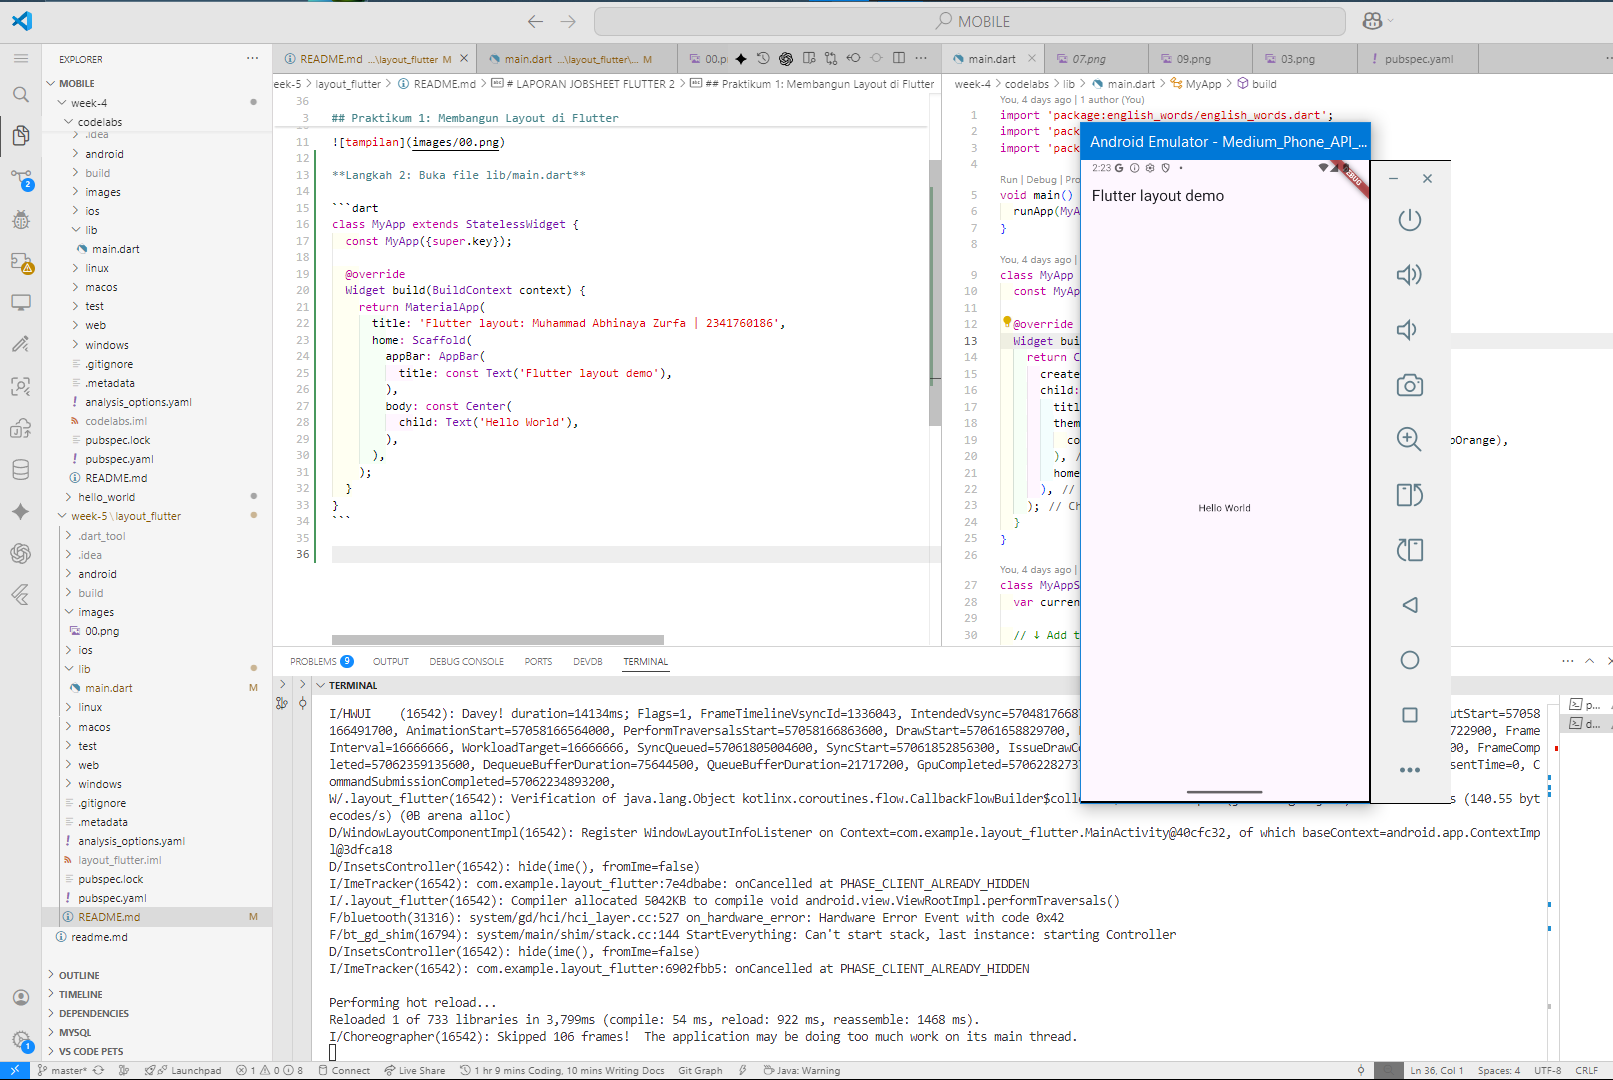 MOBILE
EXPLORER
MOBILE
week-4
codelabs
.idea
android
build
images
ios
lib
main.dart
linux
macos
test
web
windows
.gitignore
.metadata
analysis_options.yaml
codelabs.iml
pubspec.lock
pubspec.yaml
README.md
hello_world
week-5\layout_flutter
.dart_tool
.idea
android
build
images
00.png
ios
lib
main.dart M
linux
macos
test
web
windows
.gitignore
.metadata
analysis_options.yaml
layout_flutter.iml
pubspec.lock
pubspec.yaml
README.md M
readme.md
OUTLINE
TIMELINE
DEPENDENCIES
MYSQL
VS CODE PETS
README.md ...\layout_flutter M
main.dart ...\layout_flutter\... M
00.p
week-5 > layout_flutter > README.md > # LAPORAN JOBSHEET FLUTTER 2 > ## Praktikum 1: Membangun Layout di Flutter
36
3 ## Praktikum 1: Membangun Layout di Flutter
11 ![tampilan](images/00.png)
12
13 **Langkah 2: Buka file lib/main.dart**
14
15 ```dart
16 class MyApp extends StatelessWidget {
17 const MyApp({super.key});
18
19 @override
20 Widget build(BuildContext context) {
21 return MaterialApp(
22 title: 'Flutter layout: Muhammad Abhinaya Zurfa | 2341760186',
23 home: Scaffold(
24 appBar: AppBar(
25 title: const Text('Flutter layout demo'),
26 ),
27 body: const Center(
28 child: Text('Hello World'),
29 ),
30 ),
31 );
32 }
33 }
34 ```
35
36
main.dart
07.png
09.png
03.png
pubspec.yaml
week-4 > codelabs > lib > main.dart > MyApp > build
You, 4 days ago | 1 author (You)
1 import 'package:english_words/english_words.dart';
2 import 'pack
3 import 'pack
4
Run | Debug | Pro
5 void main()
6 runApp(MyA
7 }
8
You, 4 days ago |
9 class MyApp
10 const MyAp
11
12 @override
13 Widget bui
14 return C
15 create
16 child:
17 titl
18 them
19 co pOrange),
20 ), /
21 home
22 ), //
23 ); // Ch
24 }
25 }
26
You, 4 days ago |
27 class MyAppS
28 var curren
29
30 // ↓ Add t
Android Emulator - Medium_Phone_API_...
2:23
DEBUG
Flutter layout demo
Hello World
PROBLEMS 9
OUTPUT
DEBUG CONSOLE
PORTS
DEVDB
TERMINAL
TERMINAL
I/HWUI (16542): Davey! duration=14134ms; Flags=1, FrameTimelineVsyncId=1336043, IntendedVsync=5704817668 utStart=57058
166491700, AnimationStart=57058166564000, PerformTraversalsStart=57058166863600, DrawStart=57061658829700, 722900, Frame
Interval=16666666, WorkloadTarget=16666666, SyncQueued=57061805004600, SyncStart=57061852856300, IssueDrawCo 00, FrameComp
leted=57062359135600, DequeueBufferDuration=75644500, QueueBufferDuration=21717200, GpuCompleted=5706228273 sentTime=0, C
ommandSubmissionCompleted=57062234893200,
W/.layout_flutter(16542): Verification of java.lang.Object kotlinx.coroutines.flow.CallbackFlowBuilder$colle s (140.55 byt
ecodes/s) (0B arena alloc)
D/WindowLayoutComponentImpl(16542): Register WindowLayoutInfoListener on Context=com.example.layout_flutter.MainActivity@40cfc32, of which baseContext=android.app.ContextImp
l@3dfca18
D/InsetsController(16542): hide(ime(), fromIme=false)
I/ImeTracker(16542): com.example.layout_flutter:7e4dbabe: onCancelled at PHASE_CLIENT_ALREADY_HIDDEN
I/.layout_flutter(16542): Compiler allocated 5042KB to compile void android.view.ViewRootImpl.performTraversals()
F/bluetooth(31316): system/gd/hci/hci_layer.cc:527 on_hardware_error: Hardware Error Event with code 0x42
F/bt_gd_shim(16794): system/main/shim/stack.cc:144 StartEverything: Can't start stack, last instance: starting Controller
D/InsetsController(16542): hide(ime(), fromIme=false)
I/ImeTracker(16542): com.example.layout_flutter:6902fbb5: onCancelled at PHASE_CLIENT_ALREADY_HIDDEN
Performing hot reload...
Reloaded 1 of 733 libraries in 3,799ms (compile: 54 ms, reload: 922 ms, reassemble: 1468 ms).
I/Choreographer(16542): Skipped 106 frames! The application may be doing too much work on its main thread.
p...
d...
master*
Launchpad
1 0 8
Connect
Live Share
1 hr 9 mins Coding, 10 mins Writing Docs
Git Graph
Java: Warning
Ln 36, Col 1
Spaces: 4
UTF-8
CRLF